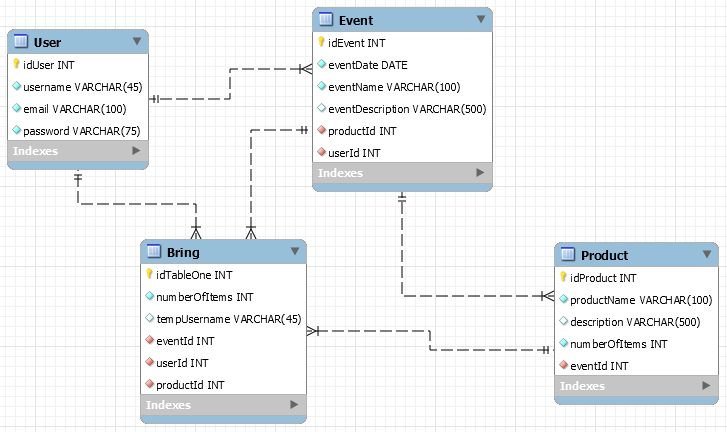 User
idUser INT
username VARCHAR(45)
email VARCHAR(100)
password VARCHAR(75)
Indexes
Event
idEvent INT
eventDate DATE
eventName VARCHAR(100)
eventDescription VARCHAR(500)
productId INT
userId INT
Indexes
Bring
idTableOne INT
numberOfItems INT
tempUsername VARCHAR(45)
eventId INT
userId INT
productId INT
Indexes
Product
idProduct INT
productName VARCHAR(100)
description VARCHAR(500)
numberOfItems INT
eventId INT
Indexes